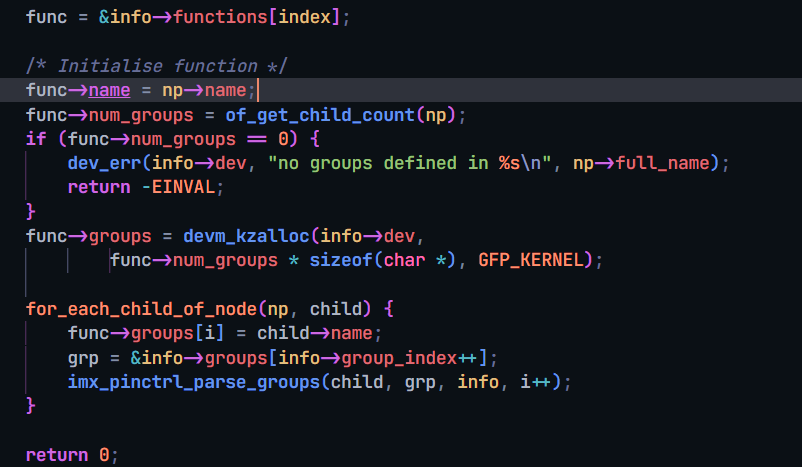 func = &info->functions[index];
/* Initialise function */
func->name = np->name;
func->num_groups = of_get_child_count(np);
if (func->num_groups == 0) {
dev_err(info->dev, "no groups defined in %s\n", np->full_name);
return -EINVAL;
}
func->groups = devm_kzalloc(info->dev,
func->num_groups * sizeof(char *), GFP_KERNEL);
for_each_child_of_node(np, child) {
func->groups[i] = child->name;
grp = &info->groups[info->group_index++];
imx_pinctrl_parse_groups(child, grp, info, i++);
}
return 0;